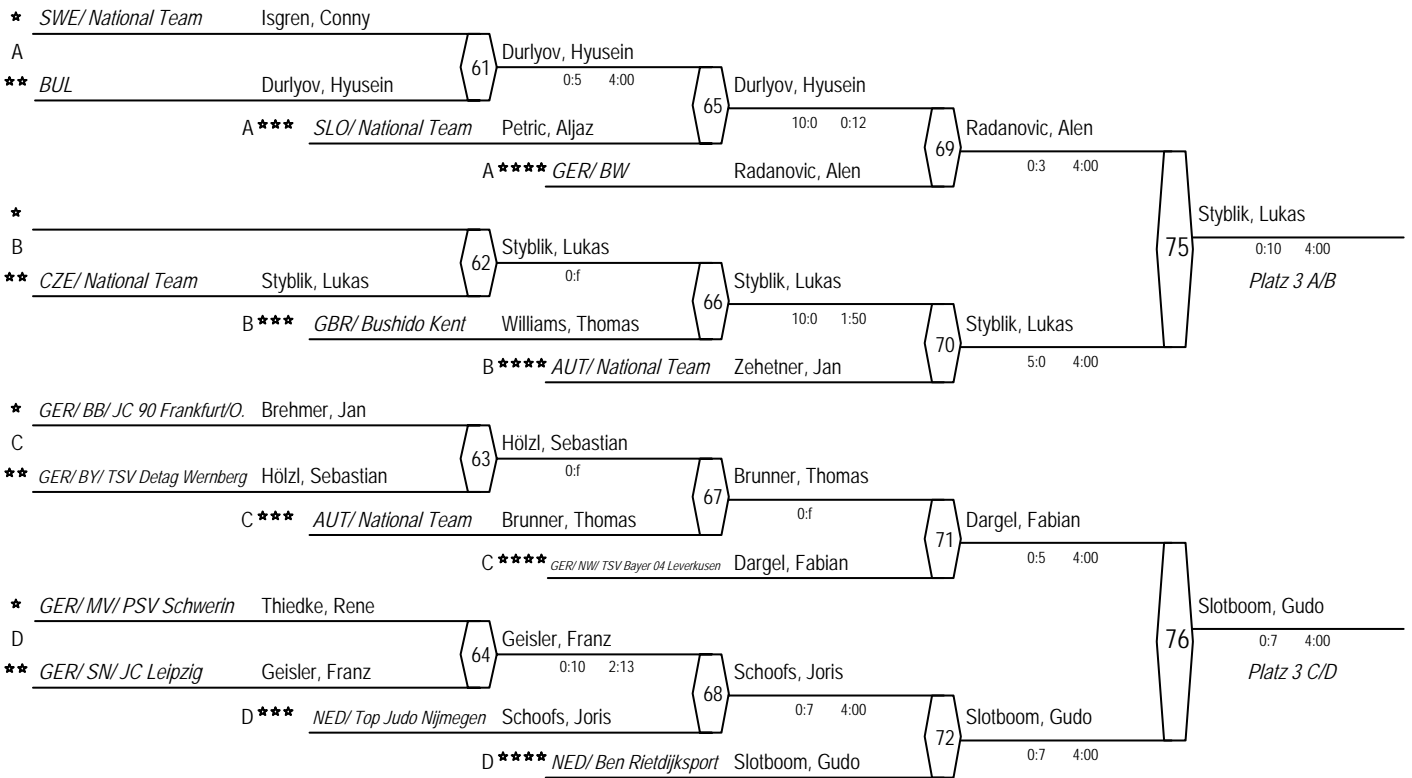 ★ SWE/ National Team Isgren, Conny
A 61 Durlyov, Hyusein
★★ BUL Durlyov, Hyusein 0:5 4:00 65 Durlyov, Hyusein
A ★★★ SLO/ National Team Petric, Aljaz 10:0 0:12 69 Radanovic, Alen
A ★★★★ GER/ BW Radanovic, Alen 0:3 4:00
★ 75 Styblik, Lukas
B 62 Styblik, Lukas 0:10 4:00
★★ CZE/ National Team Styblik, Lukas 0:f 66 Styblik, Lukas Platz 3 A/B
B ★★★ GBR/ Bushido Kent Williams, Thomas 10:0 1:50 70 Styblik, Lukas
B ★★★★ AUT/ National Team Zehetner, Jan 5:0 4:00
★ GER/ BB/ JC 90 Frankfurt/O. Brehmer, Jan
C 63 Hölzl, Sebastian
★★ GER/ BY/ TSV Detag Wernberg Hölzl, Sebastian 0:f 67 Brunner, Thomas
C ★★★ AUT/ National Team Brunner, Thomas 0:f 71 Dargel, Fabian
C ★★★★ GER/ NW/ TSV Bayer 04 Leverkusen Dargel, Fabian 0:5 4:00
★ GER/ MV/ PSV Schwerin Thiedke, Rene 76 Slotboom, Gudo
D 64 Geisler, Franz 0:7 4:00
★★ GER/ SN/ JC Leipzig Geisler, Franz 0:10 2:13 68 Schoofs, Joris Platz 3 C/D
D ★★★ NED/ Top Judo Nijmegen Schoofs, Joris 0:7 4:00 72 Slotboom, Gudo
D ★★★★ NED/ Ben Rietdijksport Slotboom, Gudo 0:7 4:00